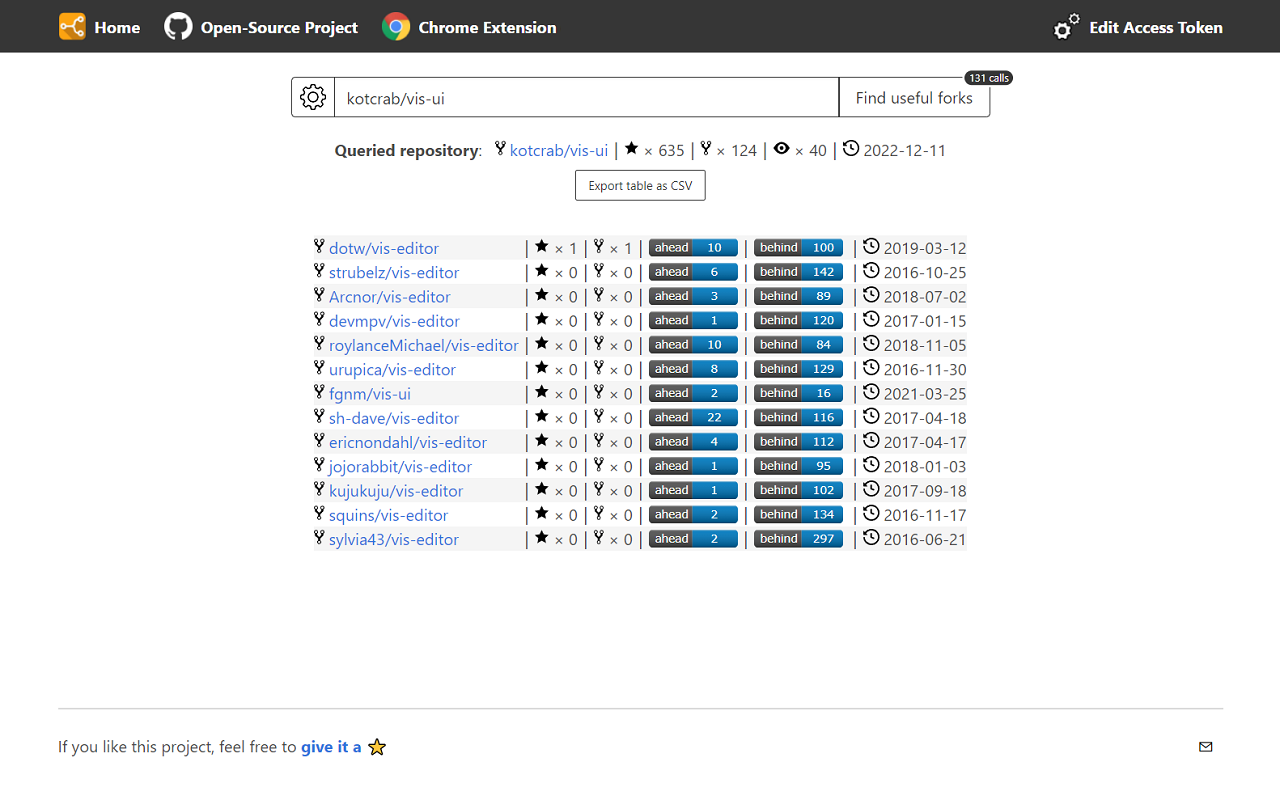 Home Open-Source Project Chrome Extension Edit Access Token
131 calls
kotcrab/vis-ui Find useful forks
Queried repository: kotcrab/vis-ui | × 635 | × 124 | × 40 | 2022-12-11
Export table as CSV
dotw/vis-editor | × 1 | × 1 | ahead 10 | behind 100 | 2019-03-12
strubelz/vis-editor | × 0 | × 0 | ahead 6 | behind 142 | 2016-10-25
Arcnor/vis-editor | × 0 | × 0 | ahead 3 | behind 89 | 2018-07-02
devmpv/vis-editor | × 0 | × 0 | ahead 1 | behind 120 | 2017-01-15
roylanceMichael/vis-editor | × 0 | × 0 | ahead 10 | behind 84 | 2018-11-05
urupica/vis-editor | × 0 | × 0 | ahead 8 | behind 129 | 2016-11-30
fgnm/vis-ui | × 0 | × 0 | ahead 2 | behind 16 | 2021-03-25
sh-dave/vis-editor | × 0 | × 0 | ahead 22 | behind 116 | 2017-04-18
ericnondahl/vis-editor | × 0 | × 0 | ahead 4 | behind 112 | 2017-04-17
jojorabbit/vis-editor | × 0 | × 0 | ahead 1 | behind 95 | 2018-01-03
kujukuju/vis-editor | × 0 | × 0 | ahead 1 | behind 102 | 2017-09-18
squins/vis-editor | × 0 | × 0 | ahead 2 | behind 134 | 2016-11-17
sylvia43/vis-editor | × 0 | × 0 | ahead 2 | behind 297 | 2016-06-21
If you like this project, feel free to give it a